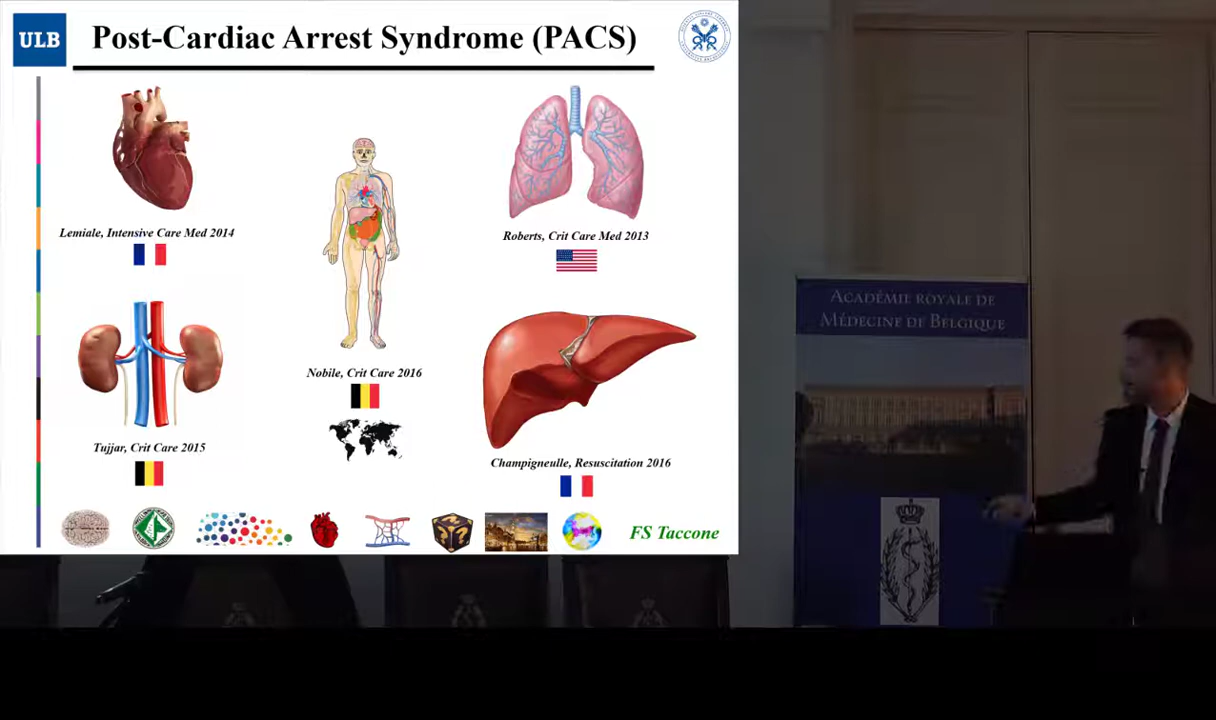 ULB
Post-Cardiac Arrest Syndrome (PACS)
Lemiale, Intensive Care Med 2014
Roberts, Crit Care Med 2013
Nobile, Crit Care 2016
Tujjar, Crit Care 2015
Champigneulle, Resuscitation 2016
FS Taccone
Académie royale de
Médecine de Belgique